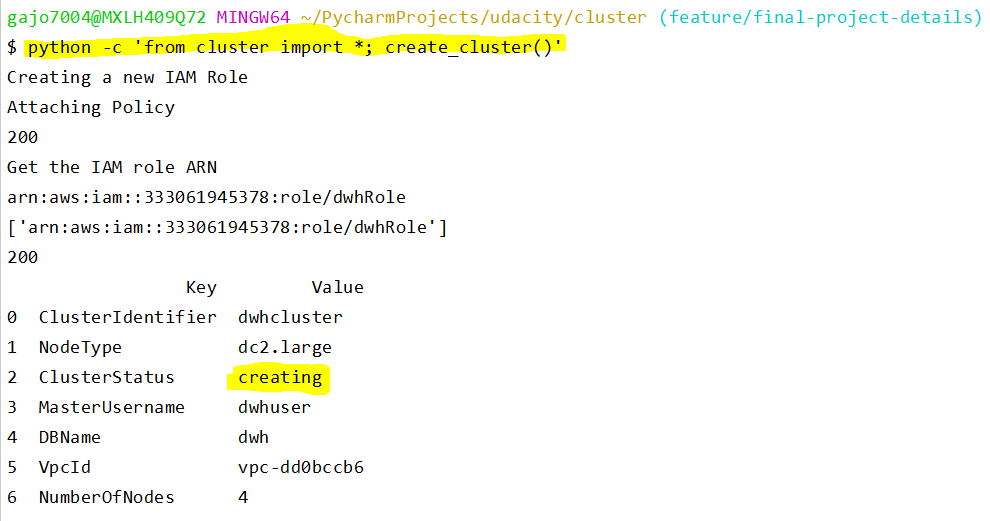 gajo7004@MXLH409Q72 MINGW64 ~/PycharmProjects/udacity/cluster (feature/final-project-details)
$ python -c 'from cluster import *; create_cluster()'
Creating a new IAM Role
Attaching Policy
200
Get the IAM role ARN
arn:aws:iam::333061945378:role/dwhRole
['arn:aws:iam::333061945378:role/dwhRole']
200
Key Value
0 ClusterIdentifier dwhcluster
1 NodeType dc2.large
2 ClusterStatus creating
3 MasterUsername dwhuser
4 DBName dwh
5 VpcId vpc-dd0bccb6
6 NumberOfNodes 4